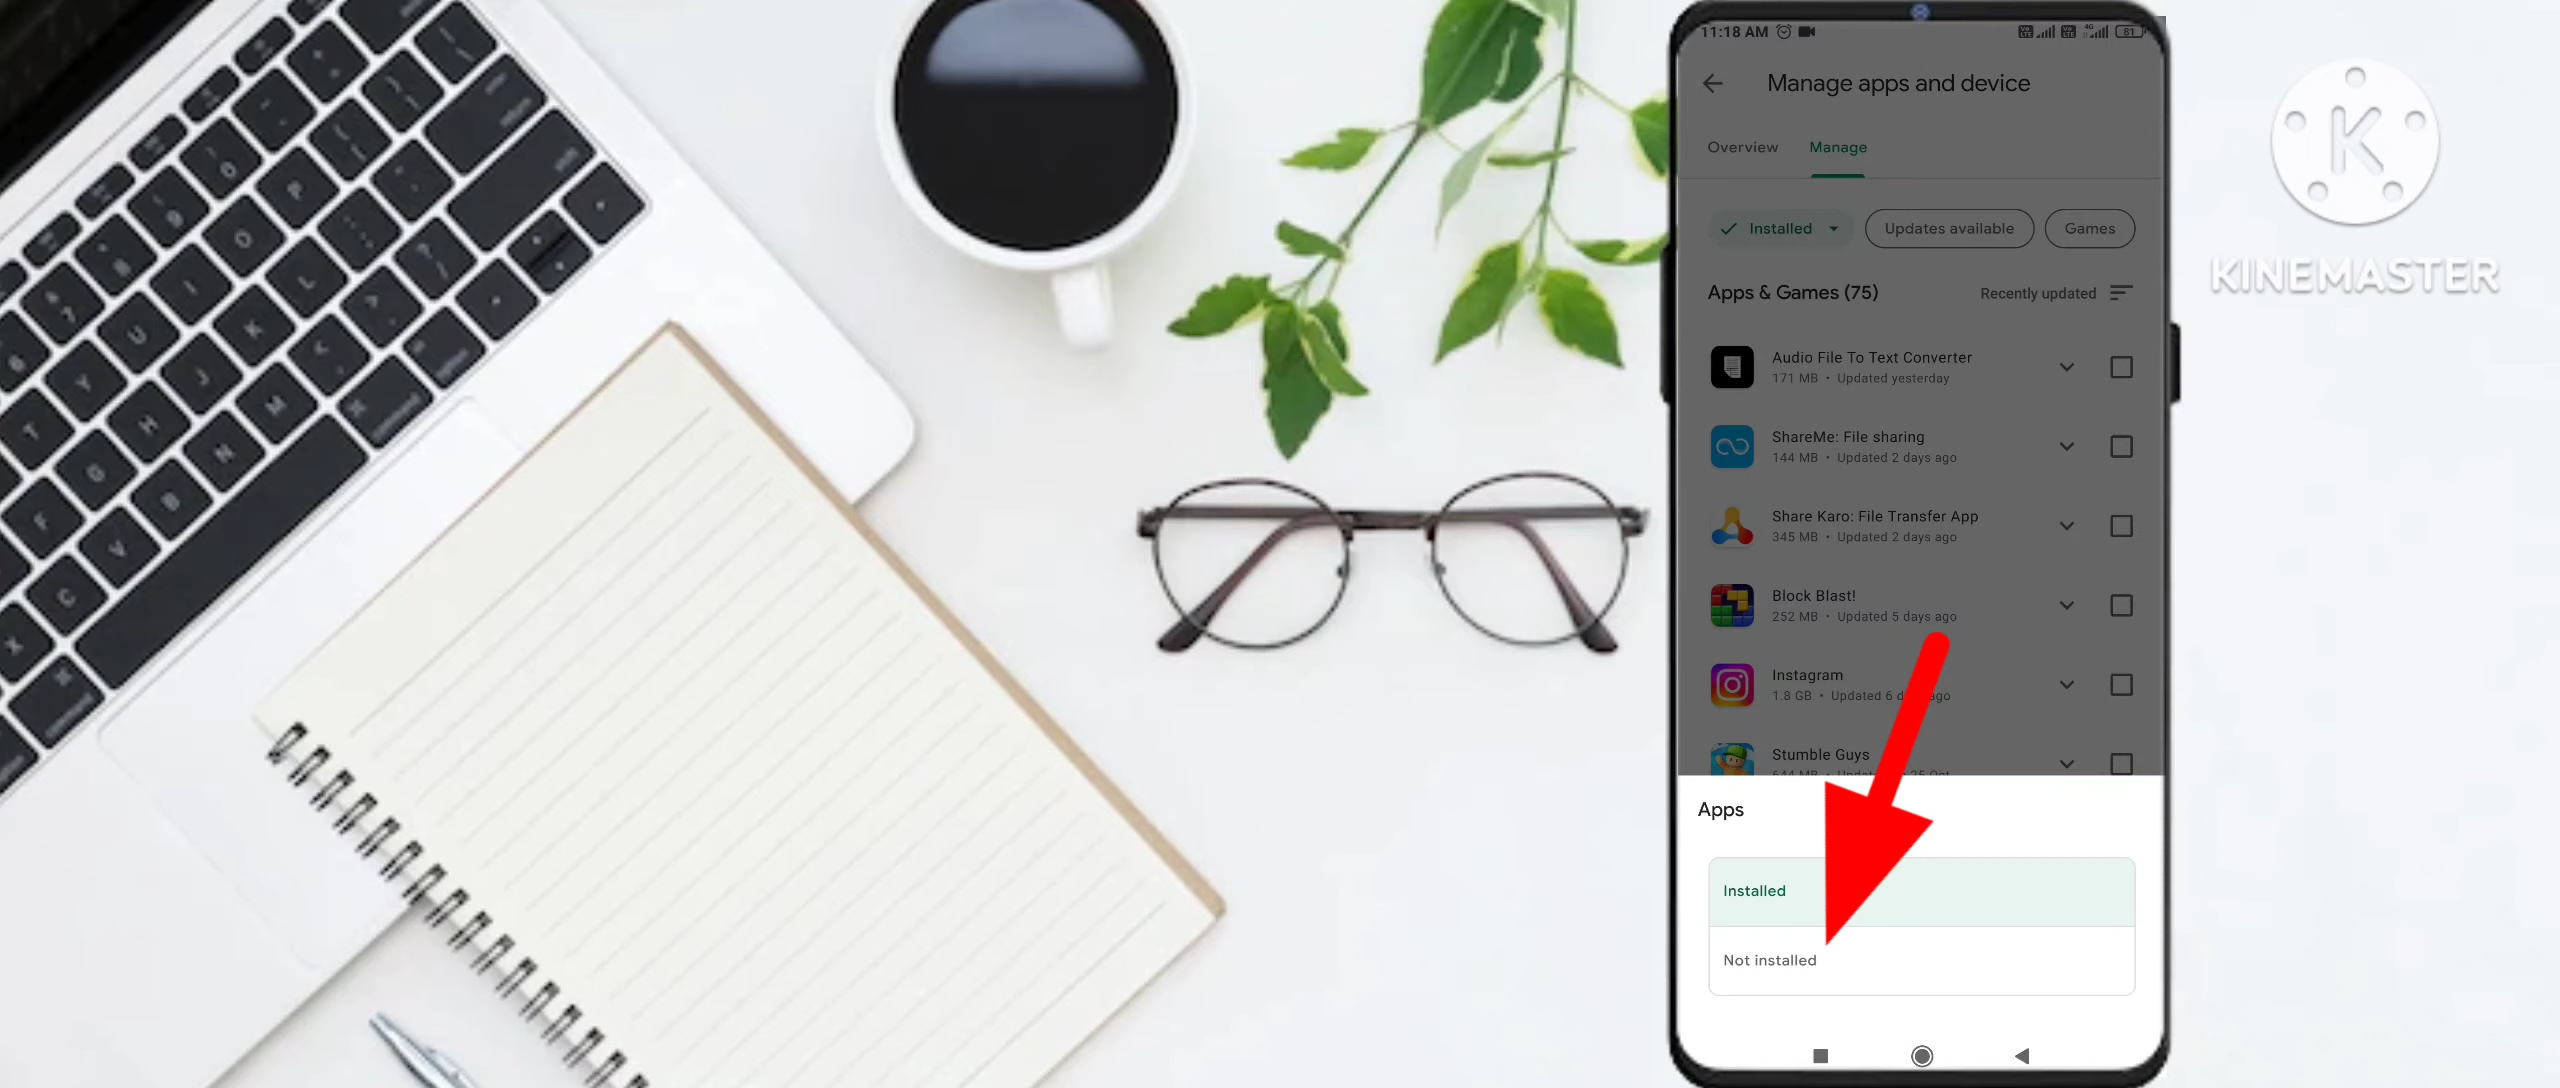 11:18 AM
81
Manage apps and device
Overview
Manage
Installed
Updates available
Games
Apps & Games (75)
Recently updated
Audio File To Text Converter
171 MB • Updated yesterday
ShareMe: File sharing
144 MB • Updated 2 days ago
Share Karo: File Transfer App
345 MB • Updated 2 days ago
Block Blast!
252 MB • Updated 5 days ago
Instagram
1.8 GB • Updated 6 ago
Stumble Guys
Apps
Installed
Not installed
K
KINEMASTER